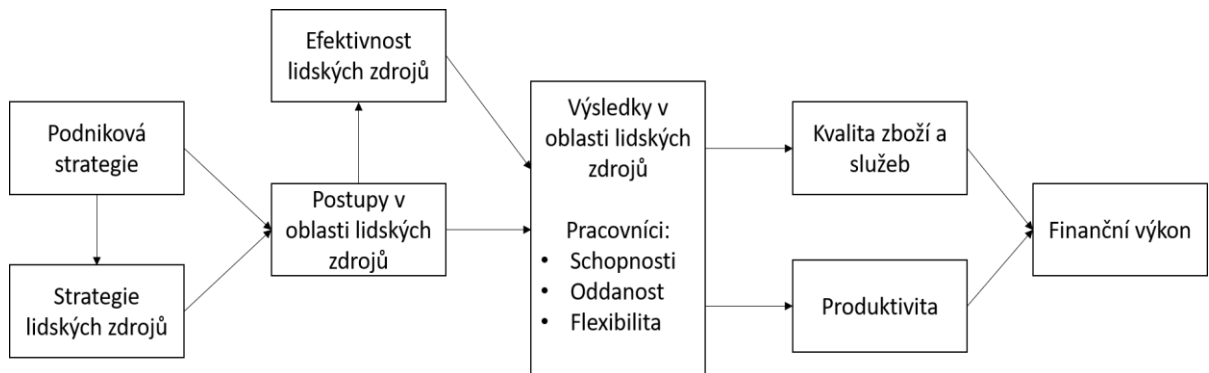 Podniková
strategie
Strategie
lidských zdrojů
Efektivnost
lidských zdrojů
Postupy v
oblasti lidských
zdrojů
Výsledky v
oblasti lidských
zdrojů
Pracovníci:
• Schopnosti
• Oddanost
• Flexibilita
Kvalita zboží a
služeb
Produktivita
Finanční výkon